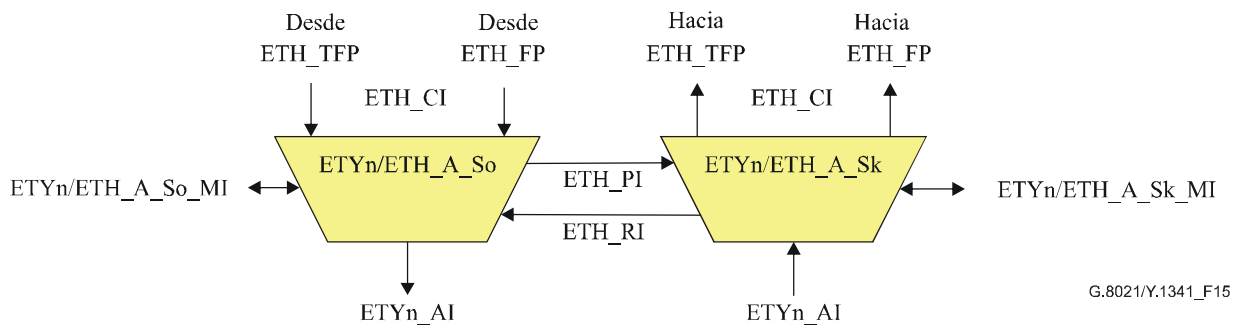 Desde Desde Hacia Hacia
ETH_TFP ETH_FP ETH_TFP ETH_FP
ETH_CI ETH_CI
ETYn/ETH_A_So ETYn/ETH_A_Sk
ETYn/ETH_A_So_MI ETH_PI ETYn/ETH_A_Sk_MI
ETH_RI
ETYn_AI ETYn_AI
G.8021/Y.1341_F15